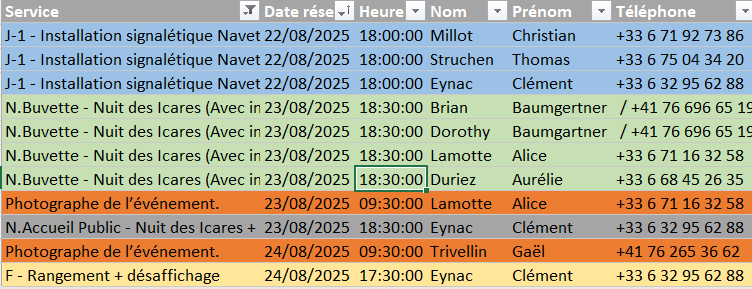 Service Date rése Heure Nom Prénom Téléphone
J-1 - Installation signalétique Navet 22/08/2025 18:00:00 Millot Christian +33 6 71 92 73 86
J-1 - Installation signalétique Navet 22/08/2025 18:00:00 Struchen Thomas +33 6 75 04 34 20
J-1 - Installation signalétique Navet 22/08/2025 18:00:00 Eynac Clément +33 6 32 95 62 88
N.Buvette - Nuit des Icares (Avec in 23/08/2025 18:30:00 Brian Baumgertner / +41 76 696 65 19
N.Buvette - Nuit des Icares (Avec in 23/08/2025 18:30:00 Dorothy Baumgartner / +41 76 696 65 19
N.Buvette - Nuit des Icares (Avec in 23/08/2025 18:30:00 Lamotte Alice +33 6 71 16 32 58
N.Buvette - Nuit des Icares (Avec in 23/08/2025 18:30:00 Duriez Aurélie +33 6 68 45 26 35
Photographe de l’événement. 23/08/2025 09:30:00 Lamotte Alice +33 6 71 16 32 58
N.Accueil Public - Nuit des Icares + 23/08/2025 18:30:00 Eynac Clément +33 6 32 95 62 88
Photographe de l’événement. 24/08/2025 09:30:00 Trivellin Gaël +41 76 265 36 62
F - Rangement + désaffichage 24/08/2025 17:30:00 Eynac Clément +33 6 32 95 62 88